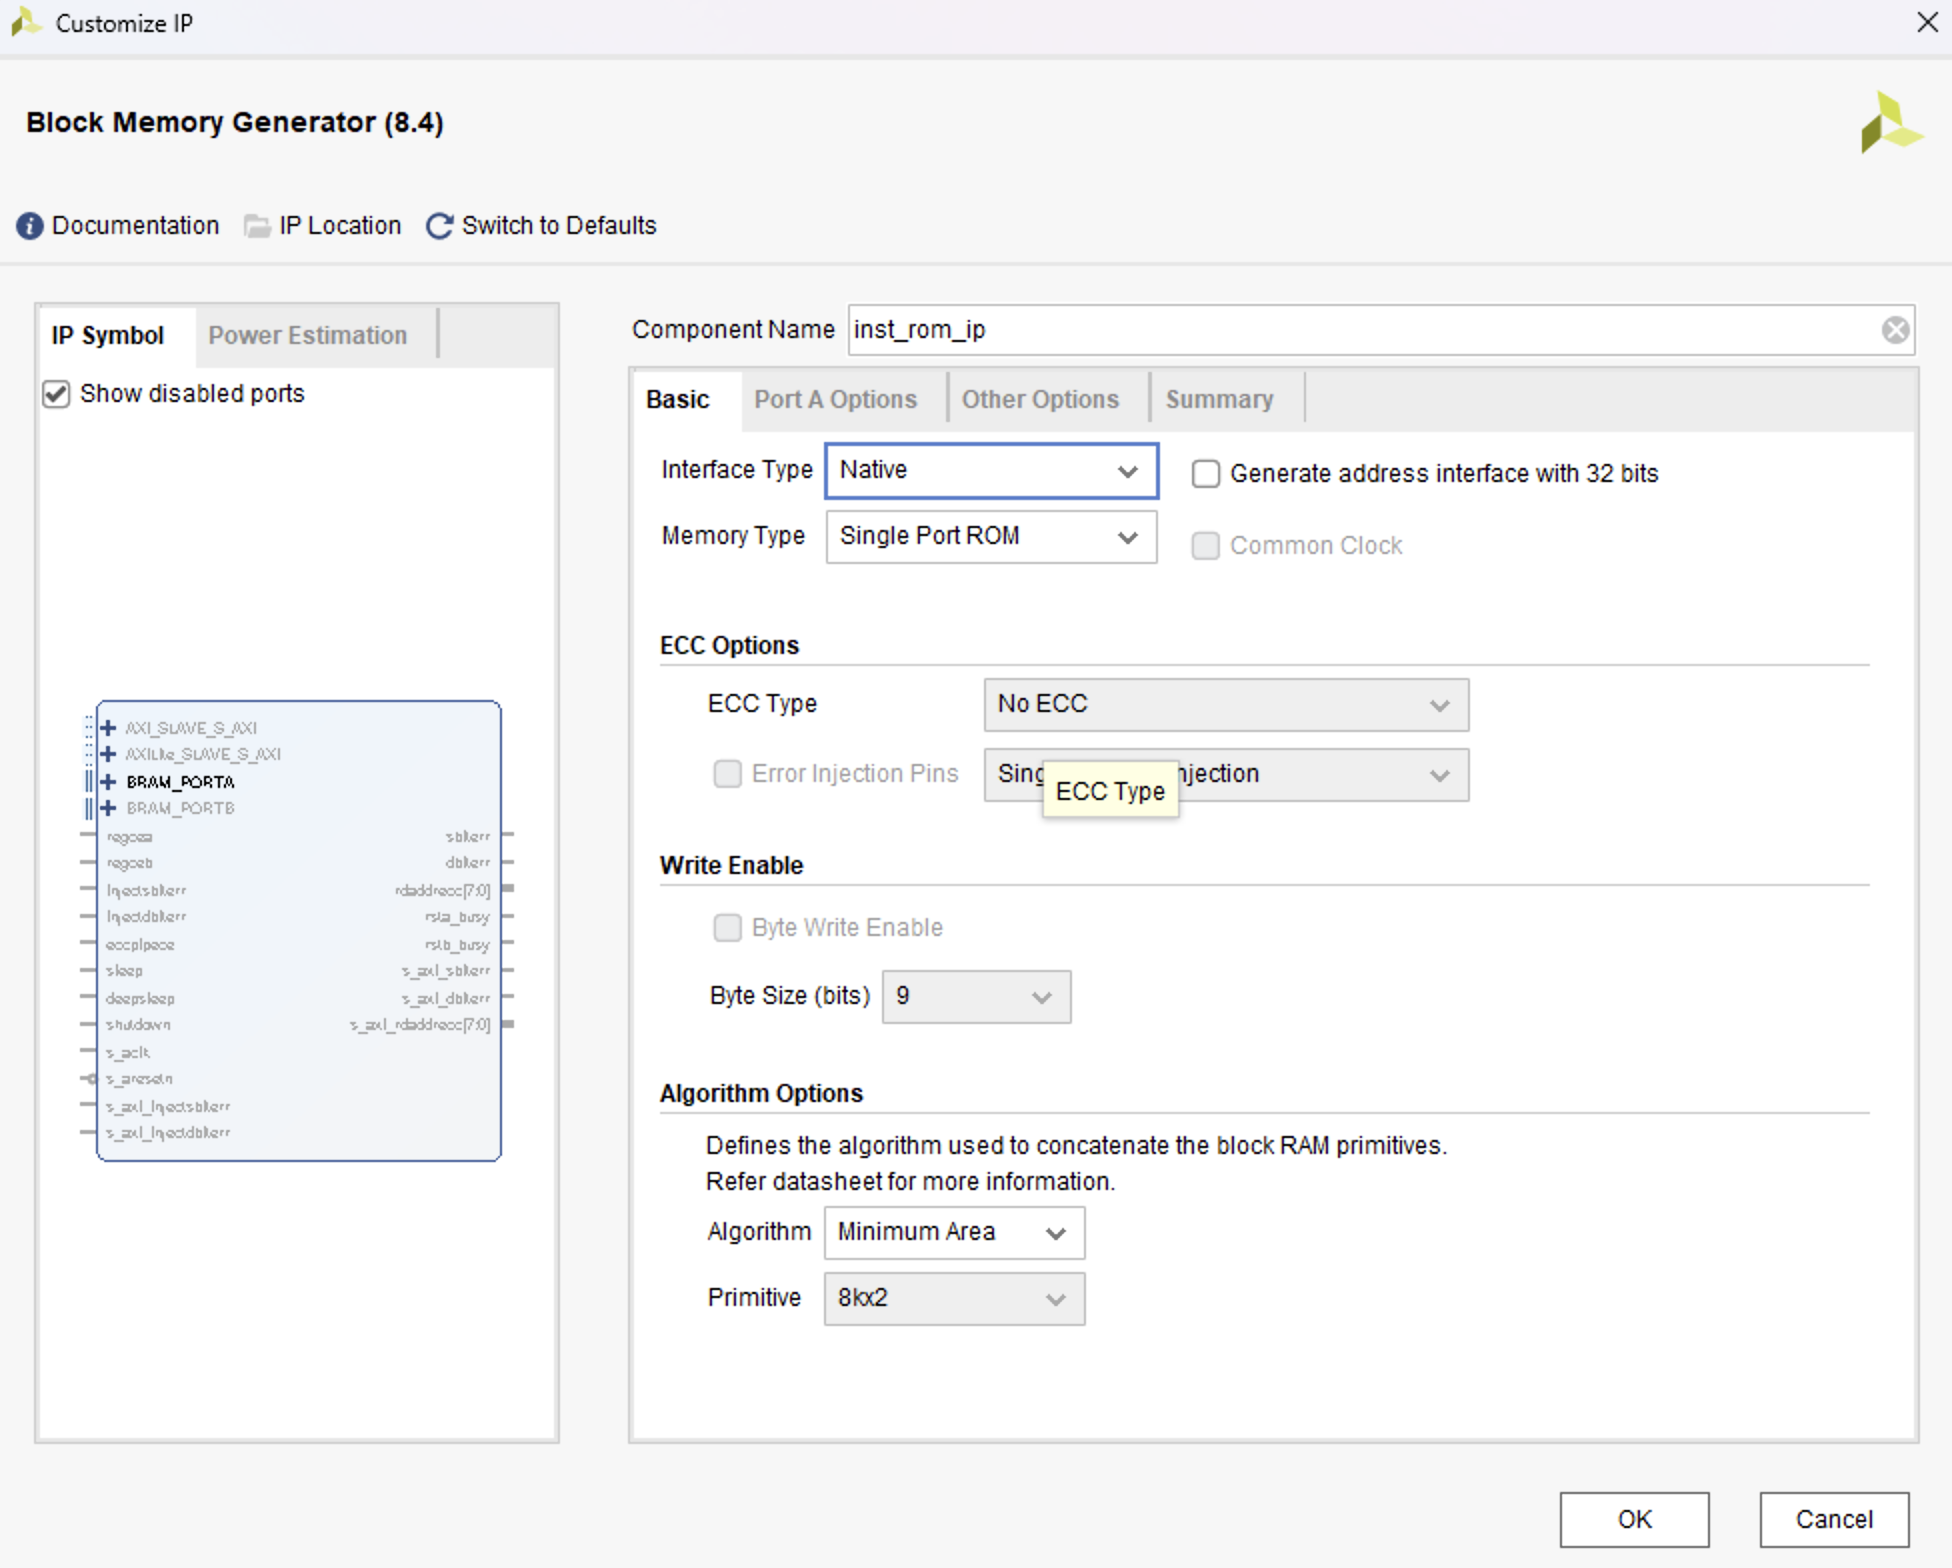 Customize IP
Block Memory Generator (8.4)
Documentation IP Location Switch to Defaults
IP Symbol Power Estimation
Show disabled ports
AXI_SLAVE_S_AXI
AXILite_SLAVE_S_AXI
BRAM_PORTA
BRAM_PORTB
regcea sbiterr
regceb dbiterr
injectsbiterr rdaddrecc[7:0]
injectdbiterr rsta_busy
eccpipece rstb_busy
sleep s_axi_sbiterr
deepsleep s_axi_dbiterr
shutdown s_axi_rdaddrecc[7:0]
s_aclk
s_aresetn
s_axi_injectsbiterr
s_axi_injectdbiterr
Component Name inst_rom_ip
Basic Port A Options Other Options Summary
Interface Type Native Generate address interface with 32 bits
Memory Type Single Port ROM Common Clock
ECC Options
ECC Type No ECC
Error Injection Pins Sing ECC Type njection
Write Enable
Byte Write Enable
Byte Size (bits) 9
Algorithm Options
Defines the algorithm used to concatenate the block RAM primitives.
Refer datasheet for more information.
Algorithm Minimum Area
Primitive 8kx2
OK Cancel